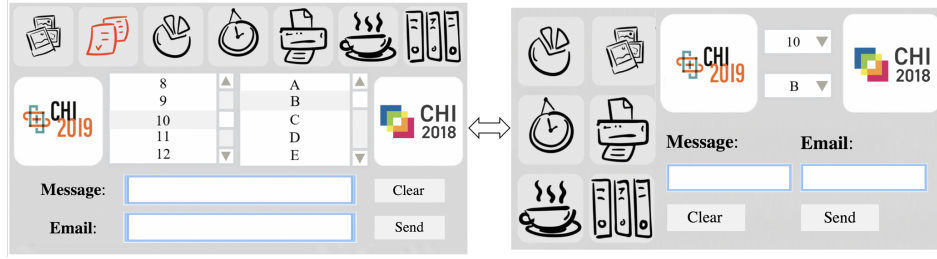 CHI
2019
8
9
10
11
12
A
B
C
D
E
CHI
2018
Message:
Clear
Email:
Send
CHI
2019
10
B
CHI
2018
Message:
Email:
Clear
Send